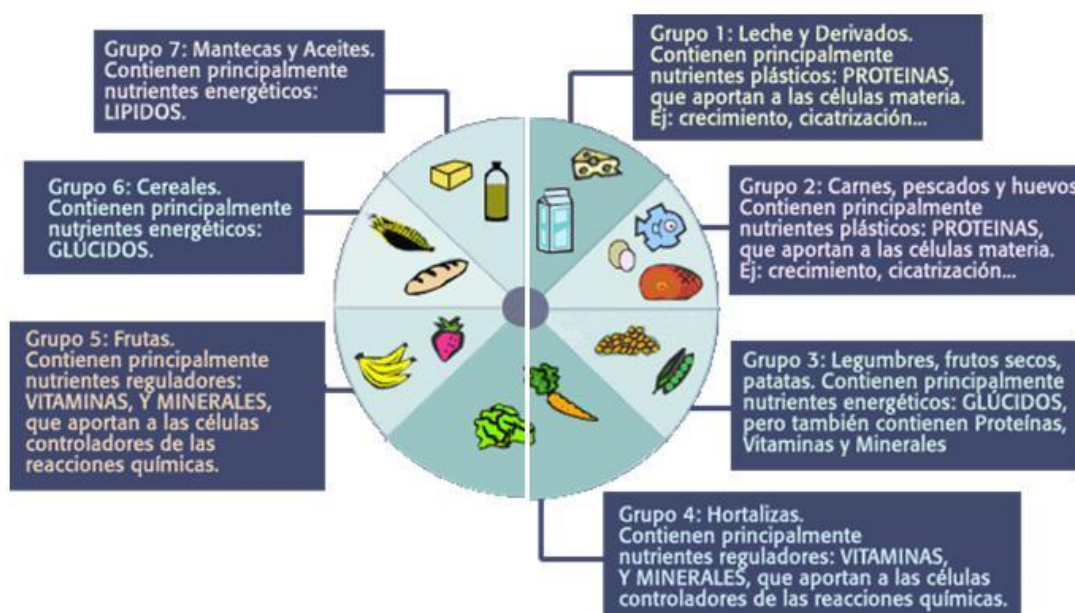 Grupo 7: Mantecas y Aceites.
Contienen principalmente
nutrientes energéticos:
LIPIDOS.
Grupo 1: Leche y Derivados.
Contienen principalmente
nutrientes plásticos: PROTEINAS,
que aportan a las células materia.
Ej: crecimiento, cicatrización...
Grupo 6: Cereales.
Contienen principalmente
nutrientes energéticos:
GLÚCIDOS.
Grupo 2: Carnes, pescados y huevos
Contienen principalmente
nutrientes plásticos: PROTEINAS,
que aportan a las células materia.
Ej: crecimiento, cicatrización...
Grupo 5: Frutas.
Contienen principalmente
nutrientes reguladores:
VITAMINAS, Y MINERALES,
que aportan a las células
controladores de las
reacciones químicas.
Grupo 3: Legumbres, frutos secos,
patatas. Contienen principalmente
nutrientes energéticos: GLÚCIDOS,
pero también contienen Proteínas,
Vitaminas y Minerales
Grupo 4: Hortalizas.
Contienen principalmente
nutrientes reguladores: VITAMINAS,
Y MINERALES, que aportan a las células
controladores de las reacciones químicas.